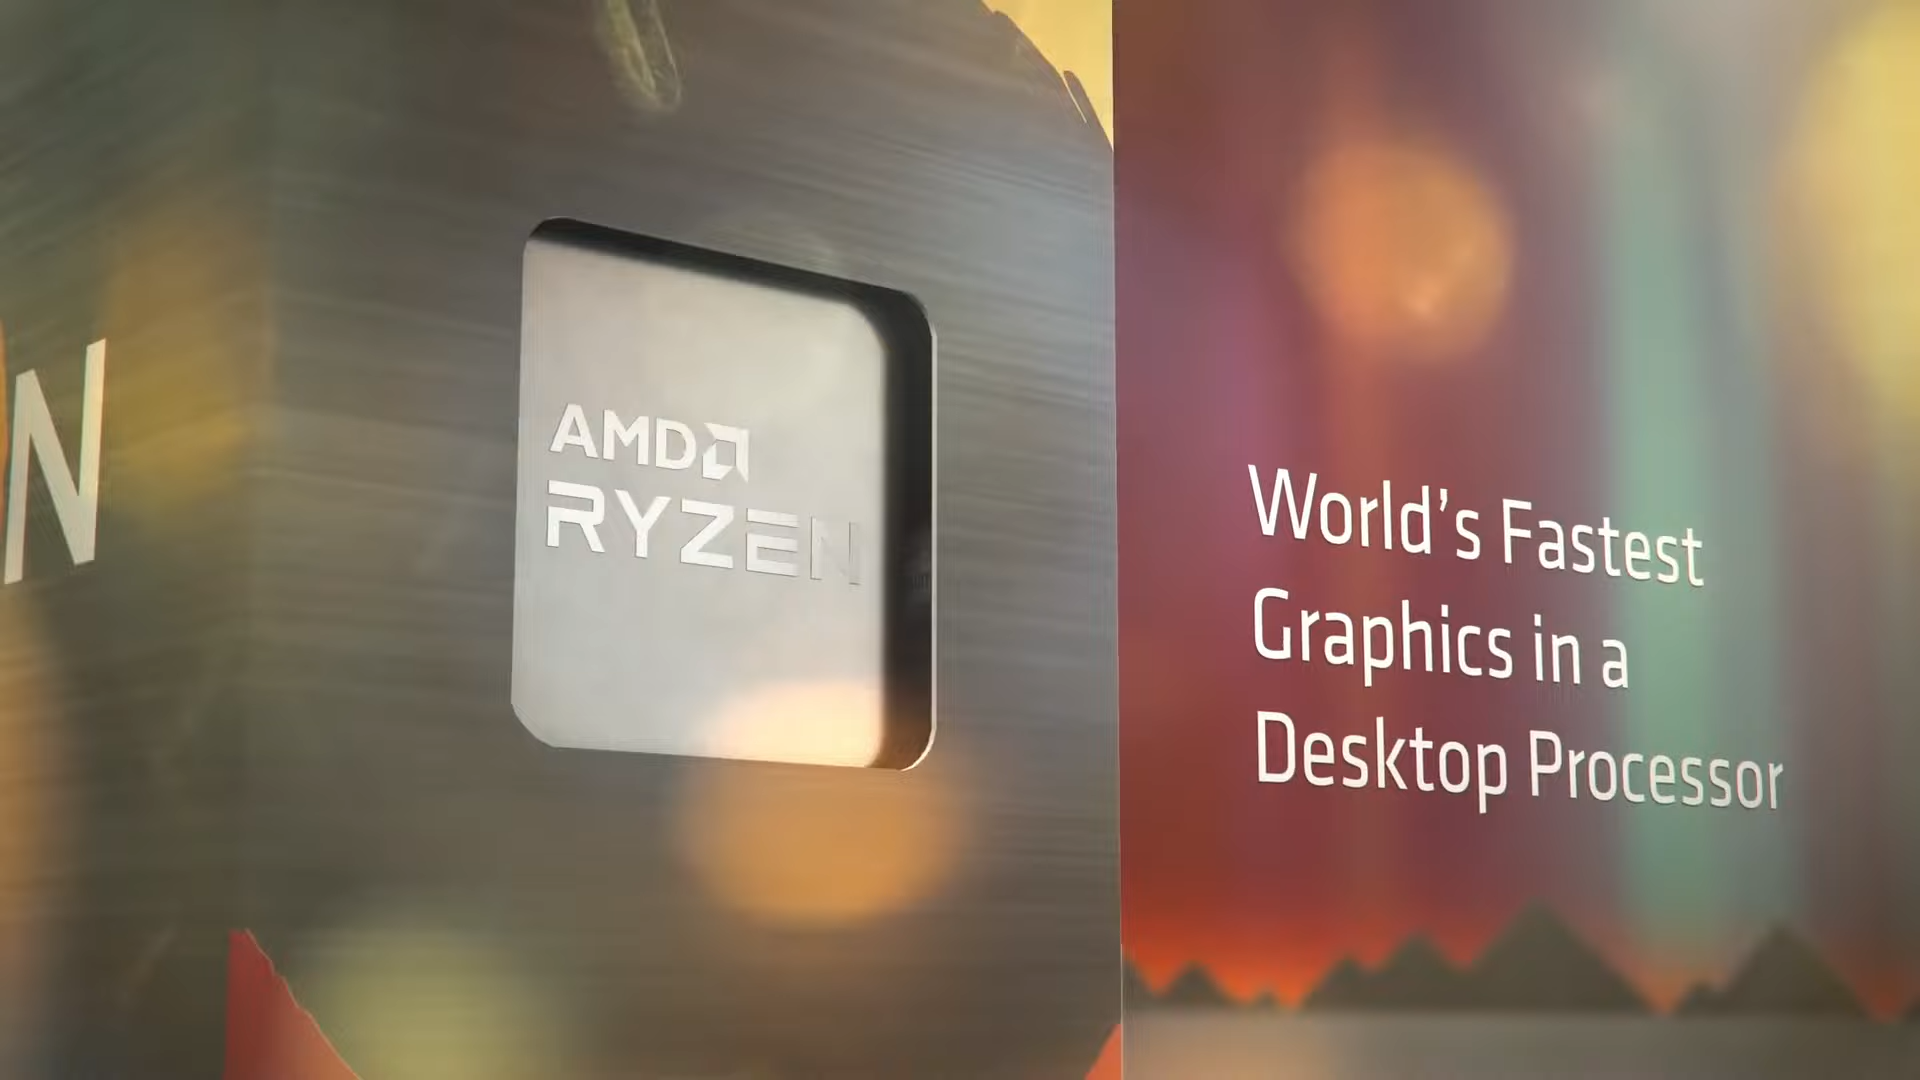 N
AMD
RYZEN
World's Fastest
Graphics in a
Desktop Processor